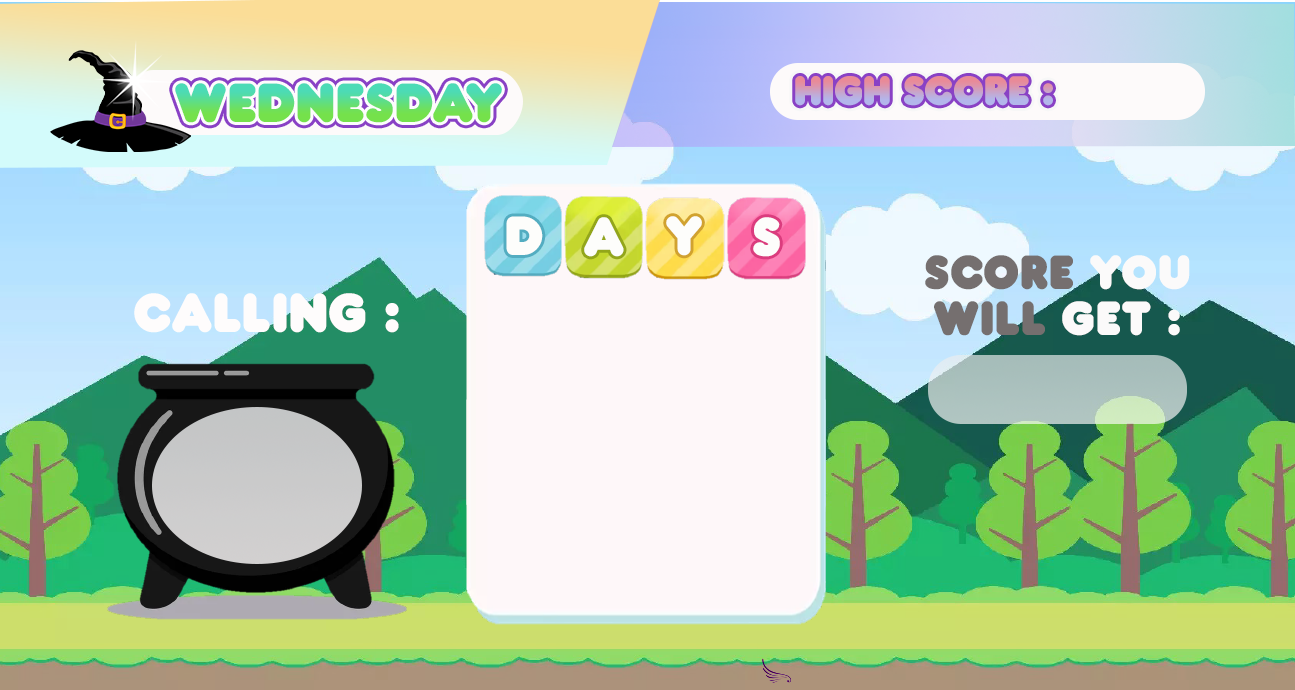 WEDNESDAY
HIGH SCORE :
DAYS
CALLING :
SCORE YOU
WILL GET :